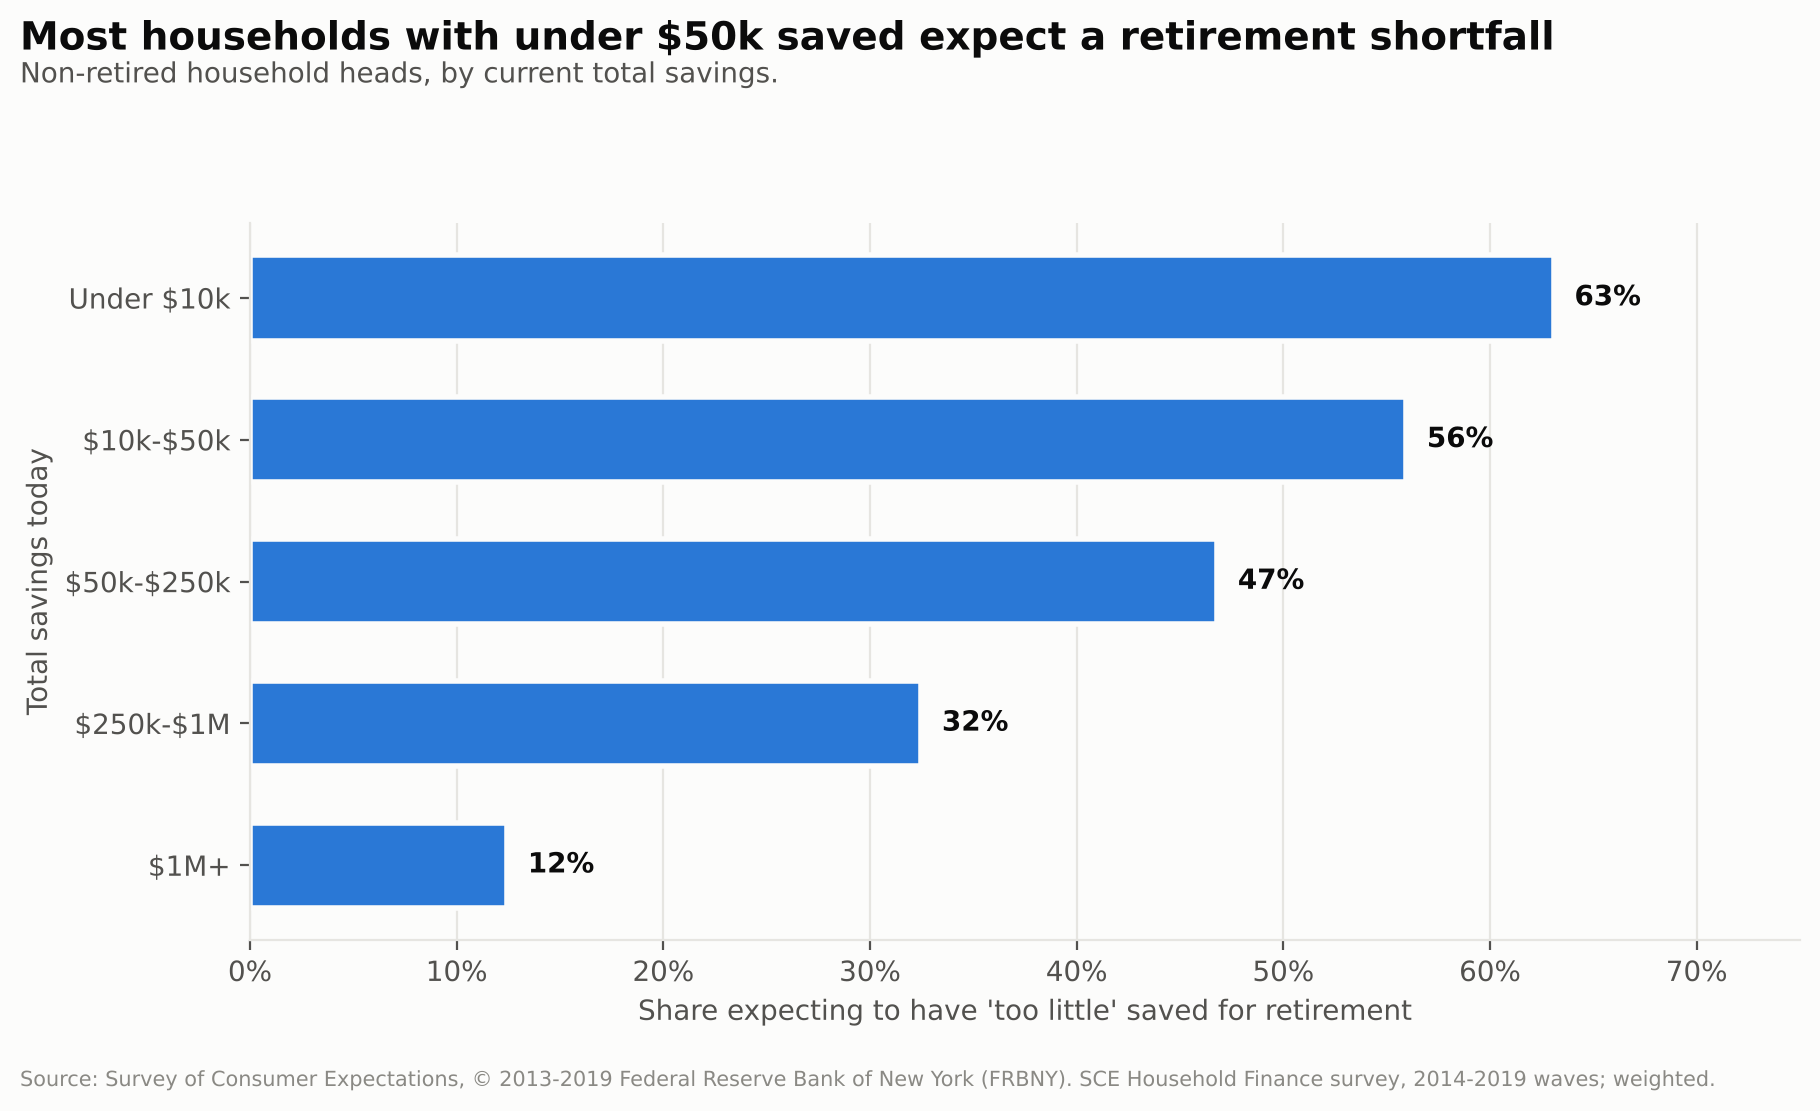 Most households with under $50k saved expect a retirement shortfall
Non-retired household heads, by current total savings.
Total savings today
Under $10k
63%
$10k-$50k
56%
$50k-$250k
47%
$250k-$1M
32%
$1M+
12%
0%
10%
20%
30%
40%
50%
60%
70%
Share expecting to have 'too little' saved for retirement
Source: Survey of Consumer Expectations, © 2013-2019 Federal Reserve Bank of New York (FRBNY). SCE Household Finance survey, 2014-2019 waves; weighted.